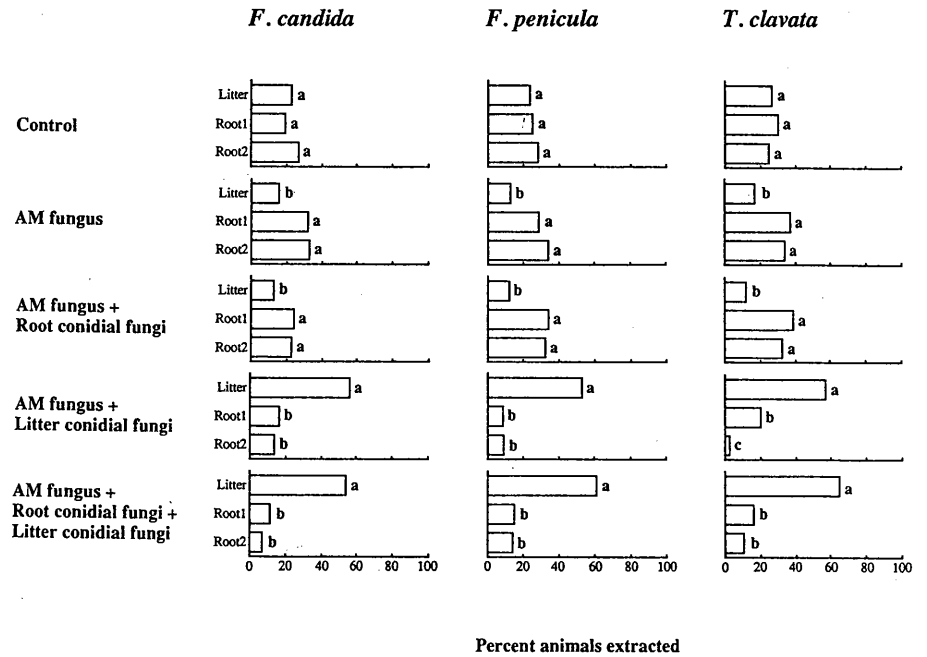 F. candida F. penicula T. clavata
Control
Litter a a a
Root1 a a a
Root2 a a a
AM fungus
Litter b b b
Root1 a a a
Root2 a a a
AM fungus +
Root conidial fungi
Litter b b b
Root1 a a a
Root2 a a a
AM fungus +
Litter conidial fungi
Litter a a a
Root1 b b b
Root2 b b c
AM fungus +
Root conidial fungi +
Litter conidial fungi
Litter a a a
Root1 b b b
Root2 b b b
0 20 40 60 80 100 0 20 40 60 80 100 0 20 40 60 80 100
Percent animals extracted